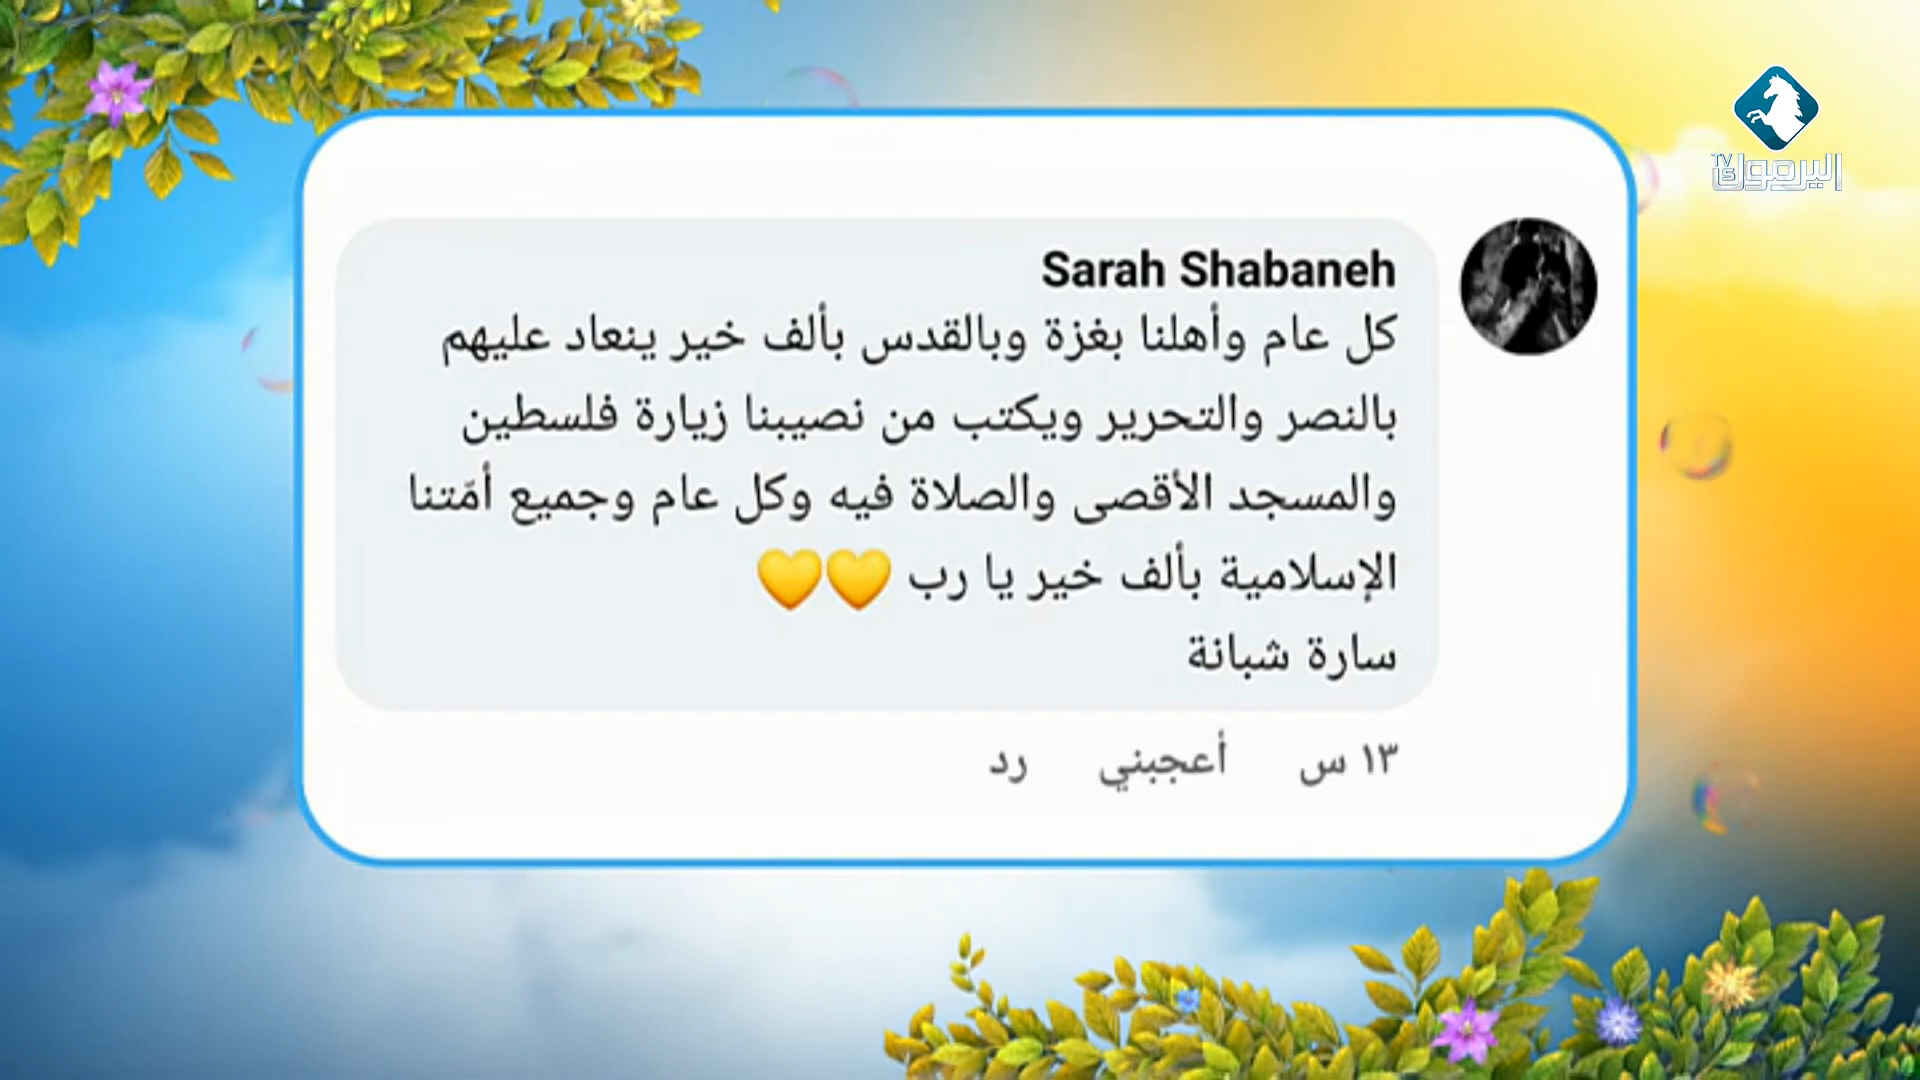 اليرموك
TV
Sarah Shabaneh
كل عام وأهلنا بغزة وبالقدس بألف خير ينعاد عليهم
بالنصر والتحرير ويكتب من نصيبنا زيارة فلسطين
والمسجد الأقصى والصلاة فيه وكل عام وجميع أمّتنا
الإسلامية بألف خير يا رب 💛💛
سارة شبانة
١٣ س أعجبني رد